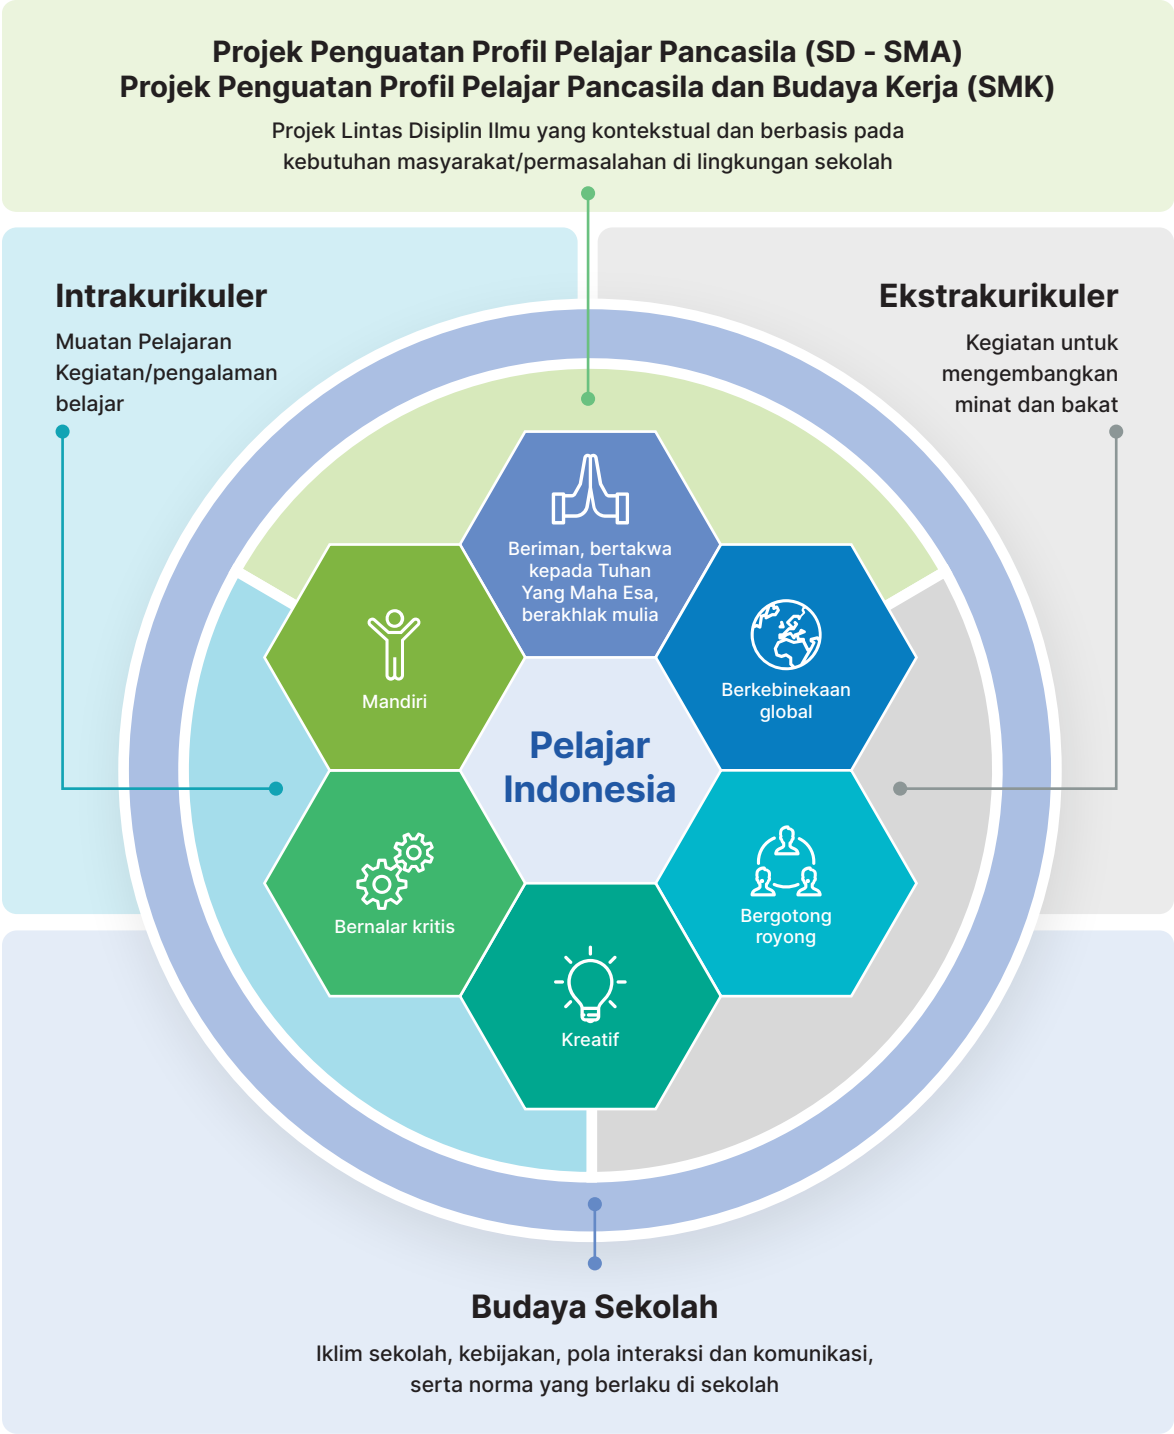 Projek Penguatan Profil Pelajar Pancasila (SD - SMA)
Projek Penguatan Profil Pelajar Pancasila dan Budaya Kerja (SMK)
Projek Lintas Disiplin Ilmu yang kontekstual dan berbasis pada
kebutuhan masyarakat/permasalahan di lingkungan sekolah
Intrakurikuler
Muatan Pelajaran
Kegiatan/pengalaman
belajar
Ekstrakurikuler
Kegiatan untuk
mengembangkan
minat dan bakat
Beriman, bertakwa
kepada Tuhan
Yang Maha Esa,
berakhlak mulia
Mandiri
Berkebinekaan
global
Pelajar
Indonesia
Bernalar kritis
Bergotong
royong
Kreatif
Budaya Sekolah
Iklim sekolah, kebijakan, pola interaksi dan komunikasi,
serta norma yang berlaku di sekolah